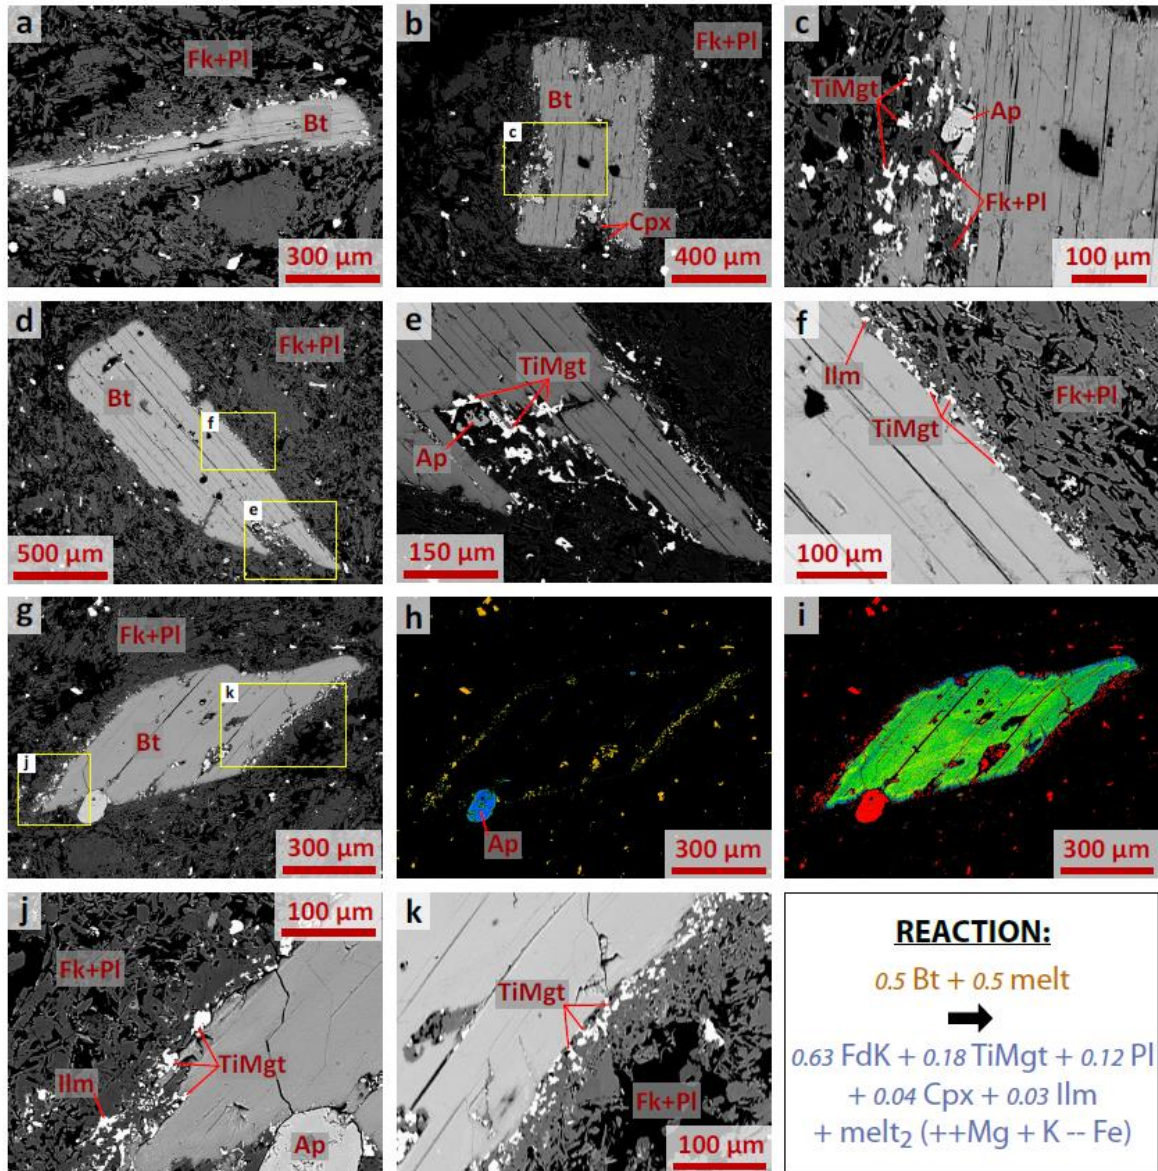 a
Fk+Pl
Bt
300 µm
b
Fk+Pl
Bt
c
Cpx
400 µm
c
TiMgt
Ap
Fk+Pl
100 µm
d
Fk+Pl
Bt
f
e
500 µm
e
TiMgt
Ap
150 µm
f
Ilm
Fk+Pl
TiMgt
100 µm
g
Fk+Pl
k
Bt
j
300 µm
h
Ap
300 µm
i
300 µm
j
100 µm
Fk+Pl
TiMgt
Ilm
Ap
k
TiMgt
Fk+Pl
100 µm
REACTION:
0.5 Bt + 0.5 melt
0.63 FdK + 0.18 TiMgt + 0.12 Pl
+ 0.04 Cpx + 0.03 Ilm
+ melt₂ (++Mg + K -- Fe)